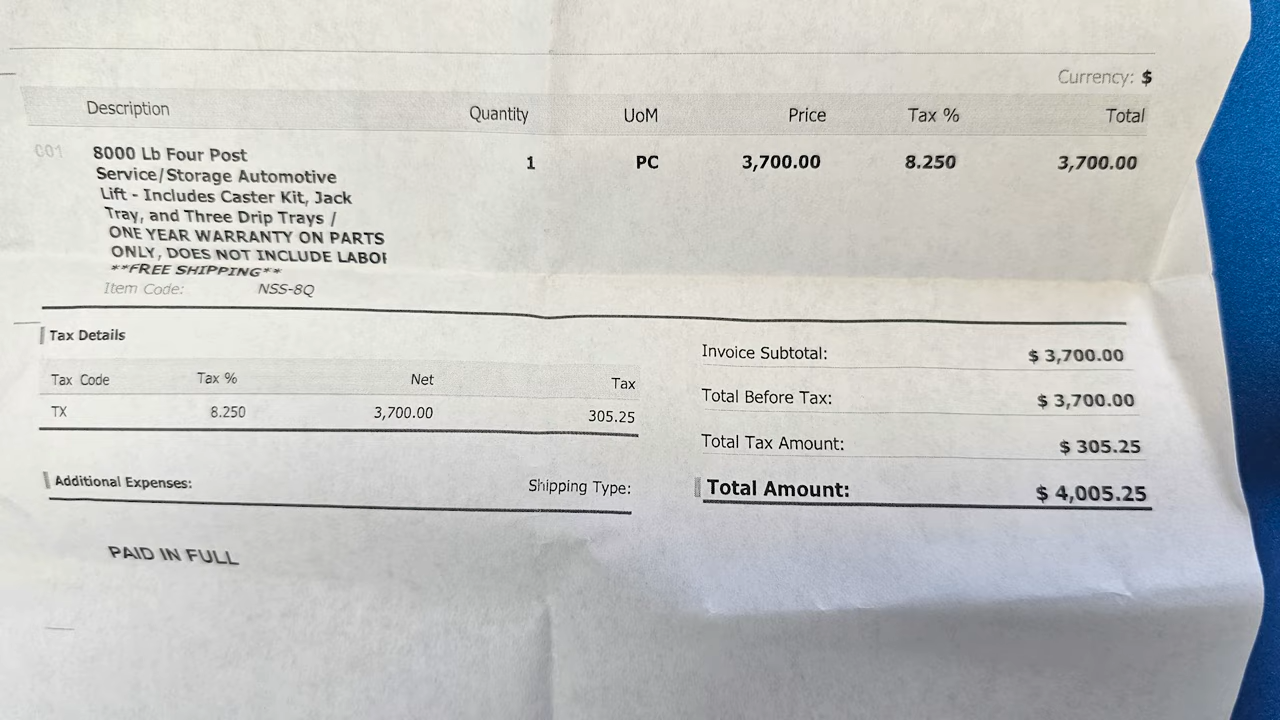 Currency: $
Description Quantity UoM Price Tax % Total
001 8000 Lb Four Post 1 PC 3,700.00 8.250 3,700.00
Service/Storage Automotive
Lift - Includes Caster Kit, Jack
Tray, and Three Drip Trays /
ONE YEAR WARRANTY ON PARTS
ONLY, DOES NOT INCLUDE LABOR
**FREE SHIPPING**
Item Code: NSS-8Q
Tax Details
Tax Code Tax % Net Tax
TX 8.250 3,700.00 305.25
Invoice Subtotal: $ 3,700.00
Total Before Tax: $ 3,700.00
Total Tax Amount: $ 305.25
Total Amount: $ 4,005.25
Additional Expenses: Shipping Type:
PAID IN FULL